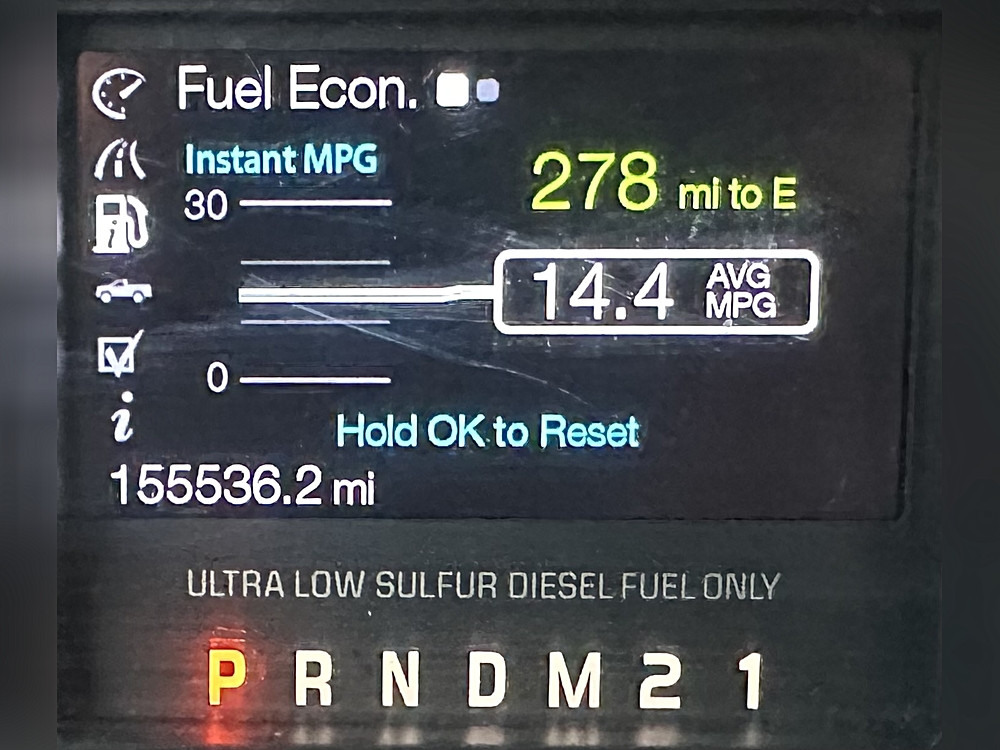 Fuel Econ.
Instant MPG
30
278 mi to E
14.4 AVG MPG
0
Hold OK to Reset
i
155536.2 mi
ULTRA LOW SULFUR DIESEL FUEL ONLY
P R N D M 2 1